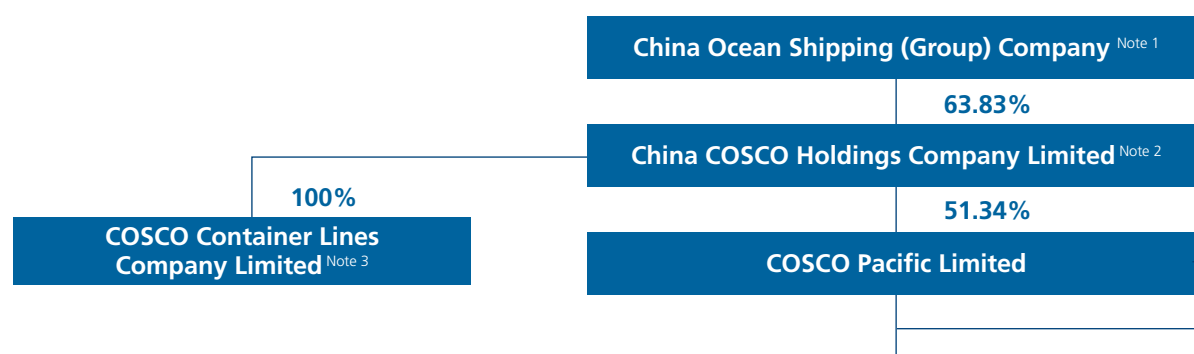 China Ocean Shipping (Group) Company Note 1
63.83%
China COSCO Holdings Company Limited Note 2
100%
51.34%
COSCO Container Lines
Company Limited Note 3
COSCO Pacific Limited